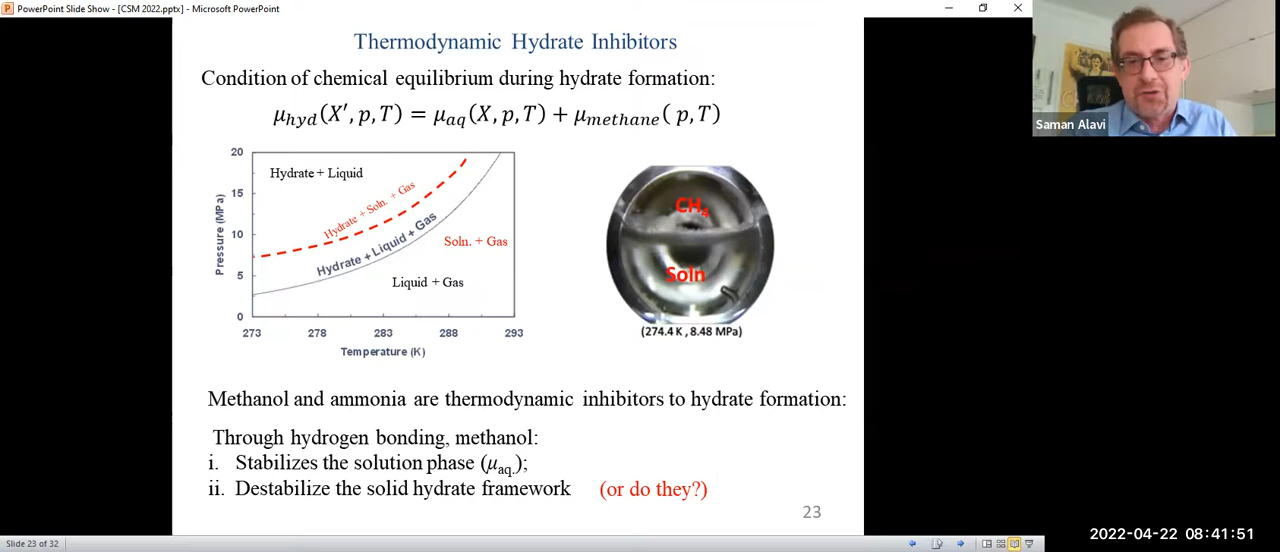 PowerPoint Slide Show - [CSM 2022.pptx] - Microsoft PowerPoint
Thermodynamic Hydrate Inhibitors
Condition of chemical equilibrium during hydrate formation:
μhyd(X′, p, T) = μaq(X, p, T) + μmethane( p, T)
Saman Alavi
Pressure (MPa)
20
15
10
5
0
Hydrate + Liquid
Hydrate + Soln. + Gas
Hydrate + Liquid + Gas
Soln. + Gas
Liquid + Gas
273 278 283 288 293
Temperature (K)
CH₄
Soln
(274.4 K , 8.48 MPa)
Methanol and ammonia are thermodynamic inhibitors to hydrate formation:
Through hydrogen bonding, methanol:
i. Stabilizes the solution phase (μaq.);
ii. Destabilize the solid hydrate framework (or do they?)
23
Slide 23 of 32
2022-04-22 08:41:51